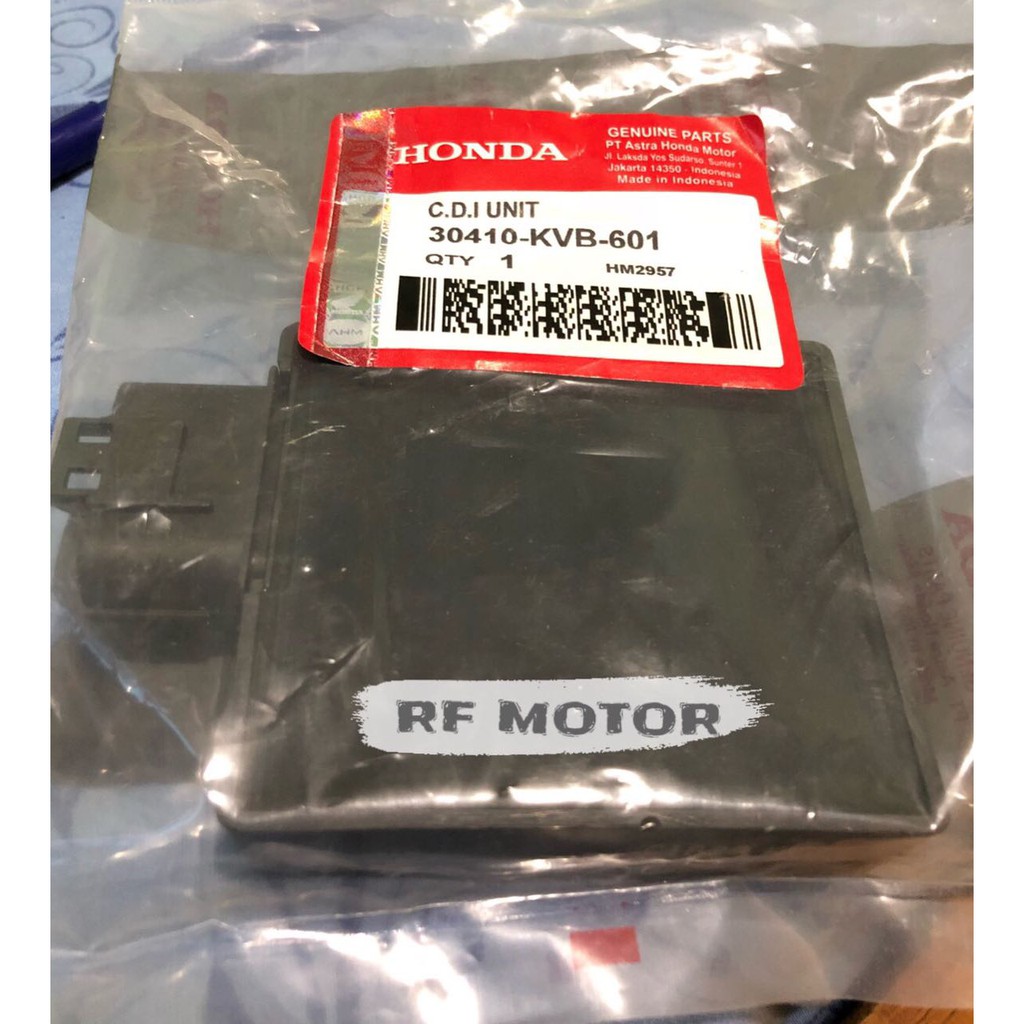 HONDA
GENUINE PARTS
PT Astra Honda Motor
Jl. Laksda Yos Sudarso, Sunter 1
Jakarta 14350 - Indonesia
Made in Indonesia
C.D.I UNIT
30410-KVB-601
QTY 1
HM2957
AHM
RF MOTOR